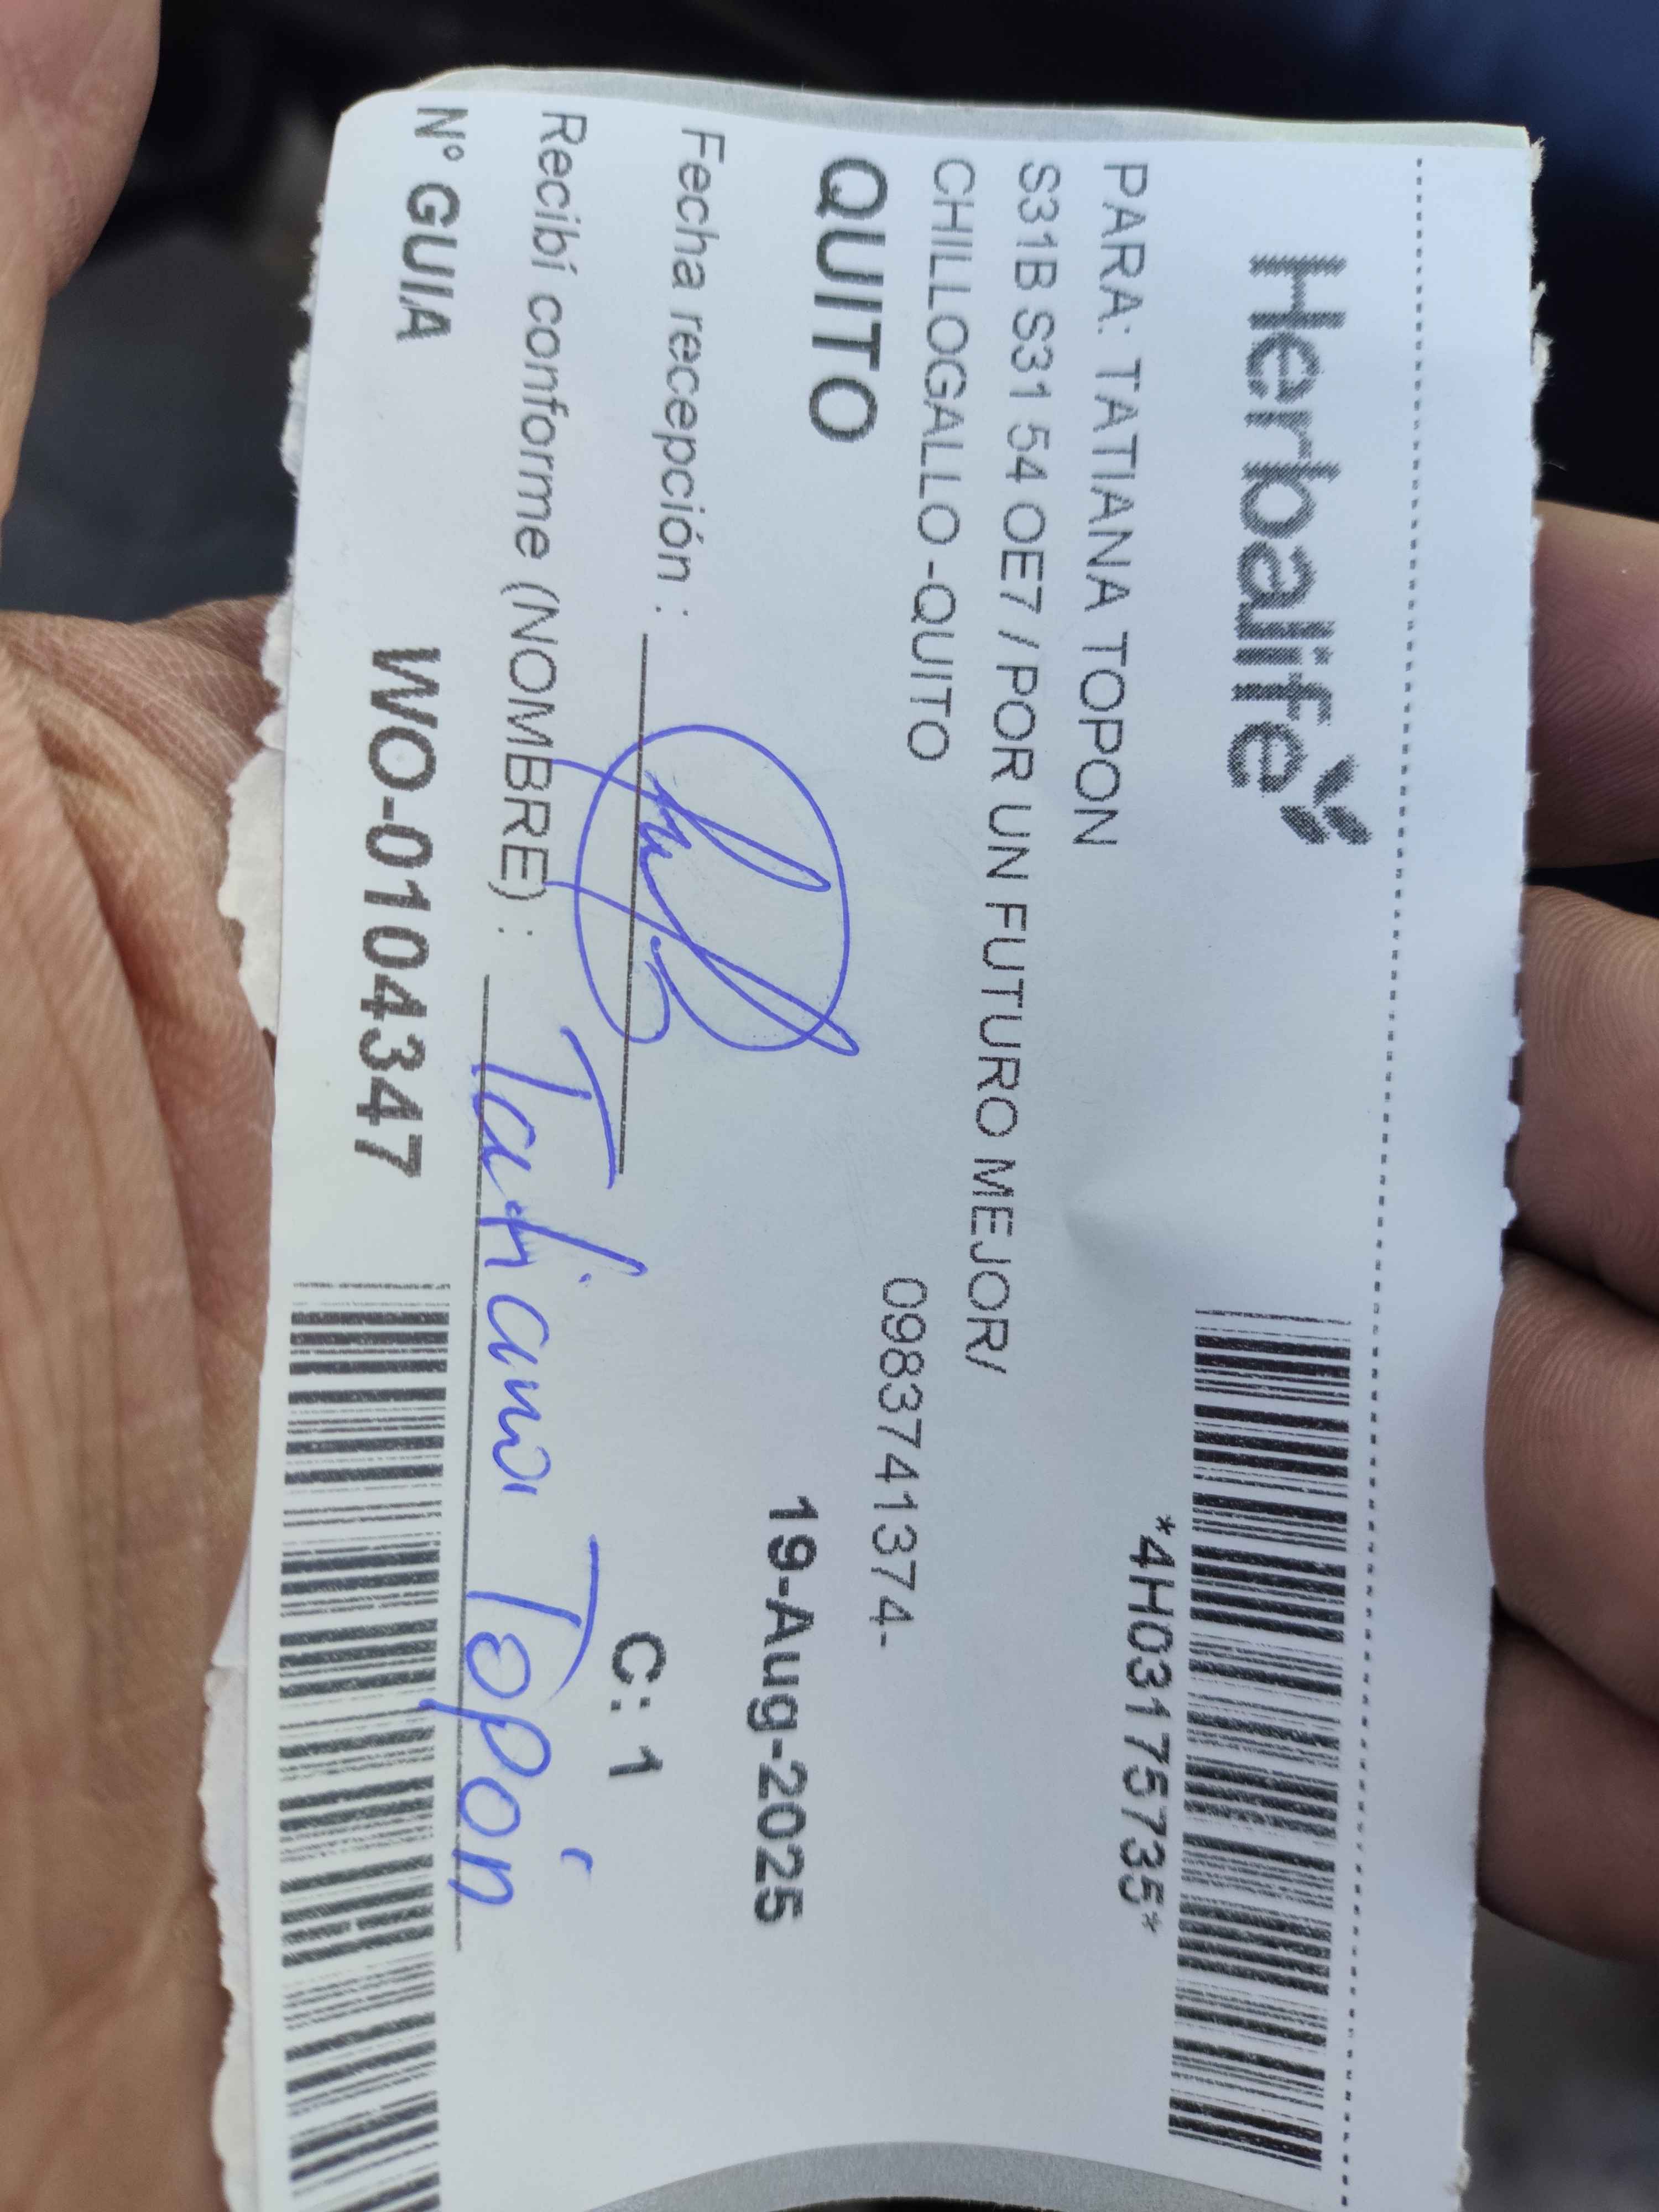 Herbalife
*4H03175735*
PARA: TATIANA TOPON
S31B S31 54 OE7 / POR UN FUTURO MEJOR/
CHILLOGALLO -QUITO
0983741374-
QUITO
19-Aug-2025
Fecha recepción :
C: 1
Recibí conforme (NOMBRE) : Tatiana Topón
N° GUIA WO-0104347